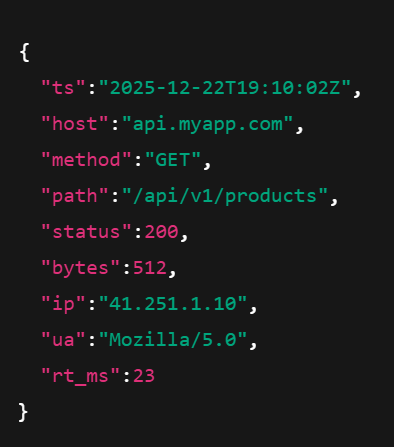 {
"ts":"2025-12-22T19:10:02Z",
"host":"api.myapp.com",
"method":"GET",
"path":"/api/v1/products",
"status":200,
"bytes":512,
"ip":"41.251.1.10",
"ua":"Mozilla/5.0",
"rt_ms":23
}